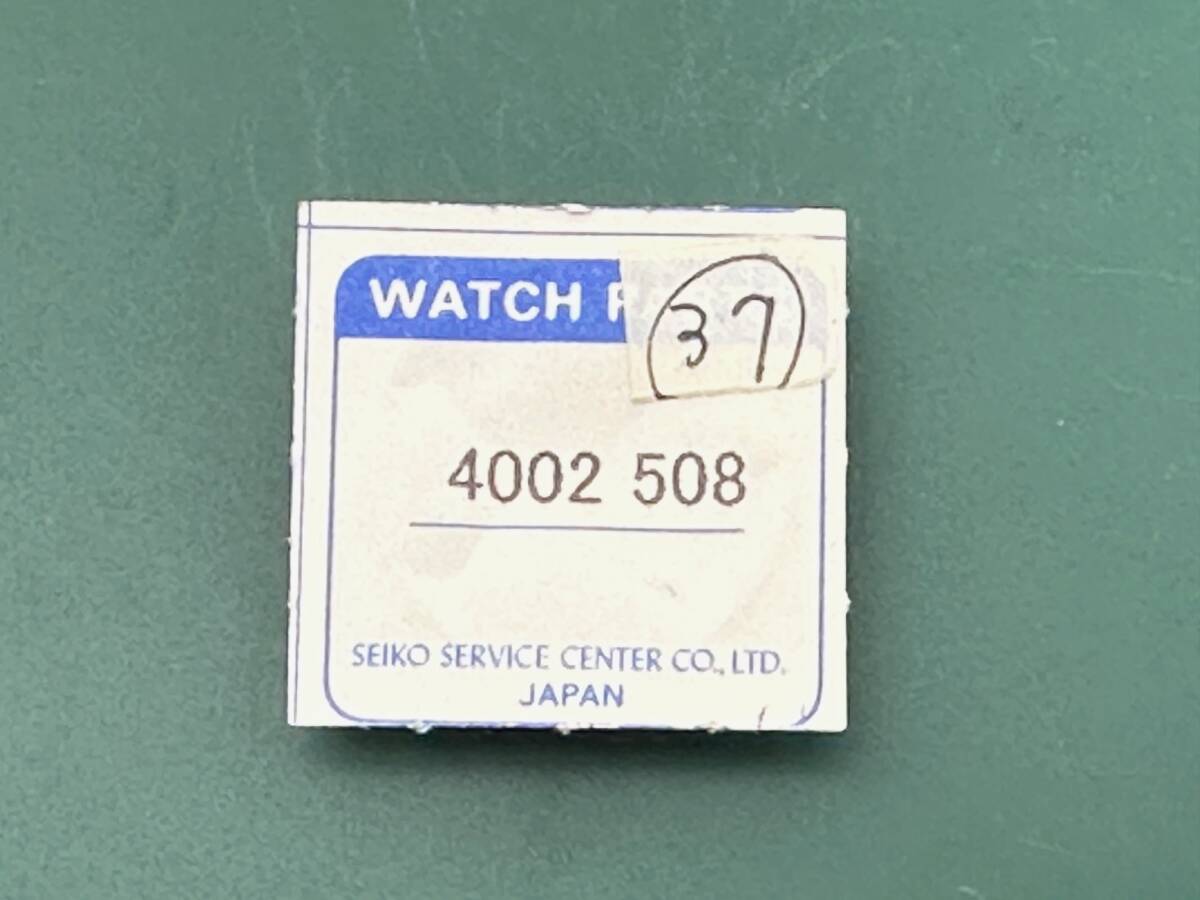 WATCH
37
4002 508
SEIKO SERVICE CENTER CO., LTD.
JAPAN